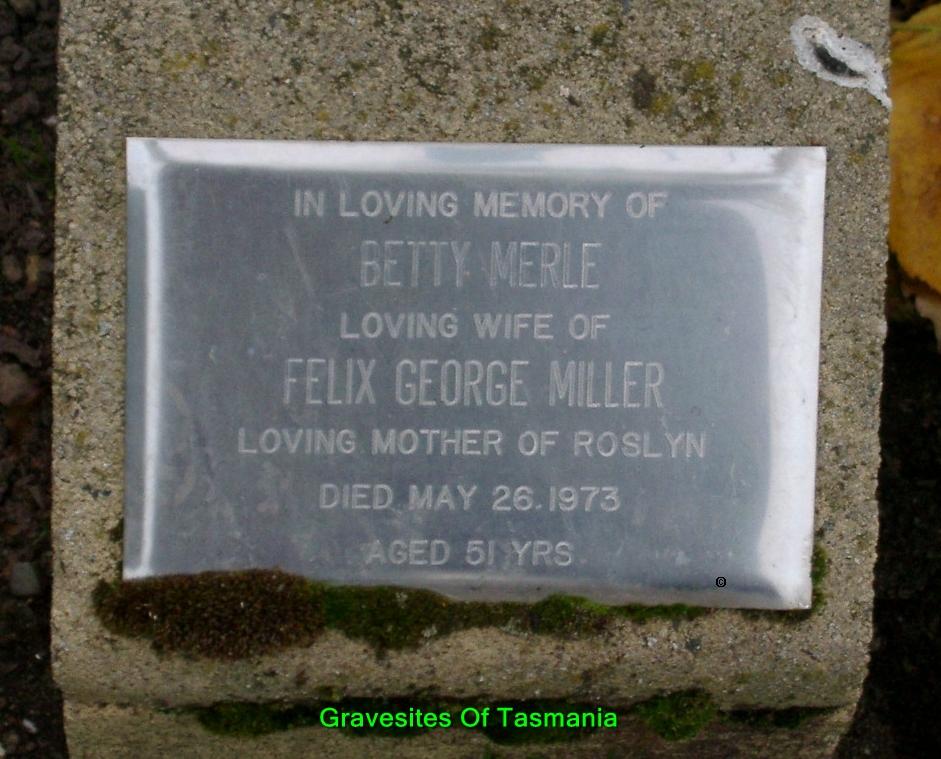 IN LOVING MEMORY OF
BETTY MERLE
LOVING WIFE OF
FELIX GEORGE MILLER
LOVING MOTHER OF ROSLYN
DIED MAY 26.1973
AGED 51 YRS
©
Gravesites Of Tasmania